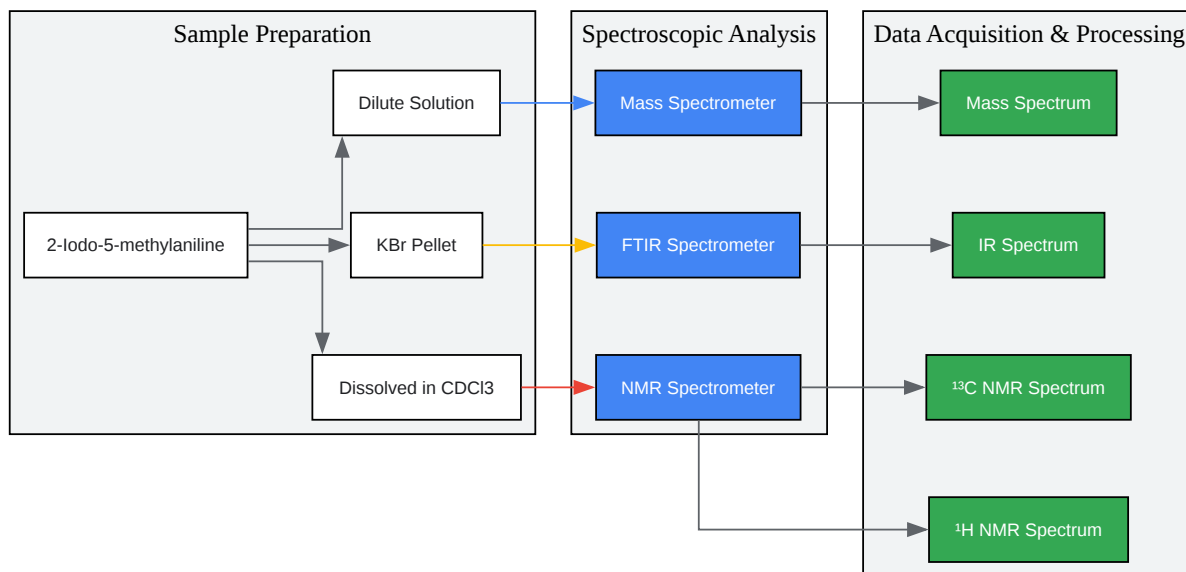 Sample Preparation
Spectroscopic Analysis
Data Acquisition & Processing
Dilute Solution
Mass Spectrometer
Mass Spectrum
2-Iodo-5-methylaniline
KBr Pellet
FTIR Spectrometer
IR Spectrum
Dissolved in CDCl3
NMR Spectrometer
¹³C NMR Spectrum
¹H NMR Spectrum